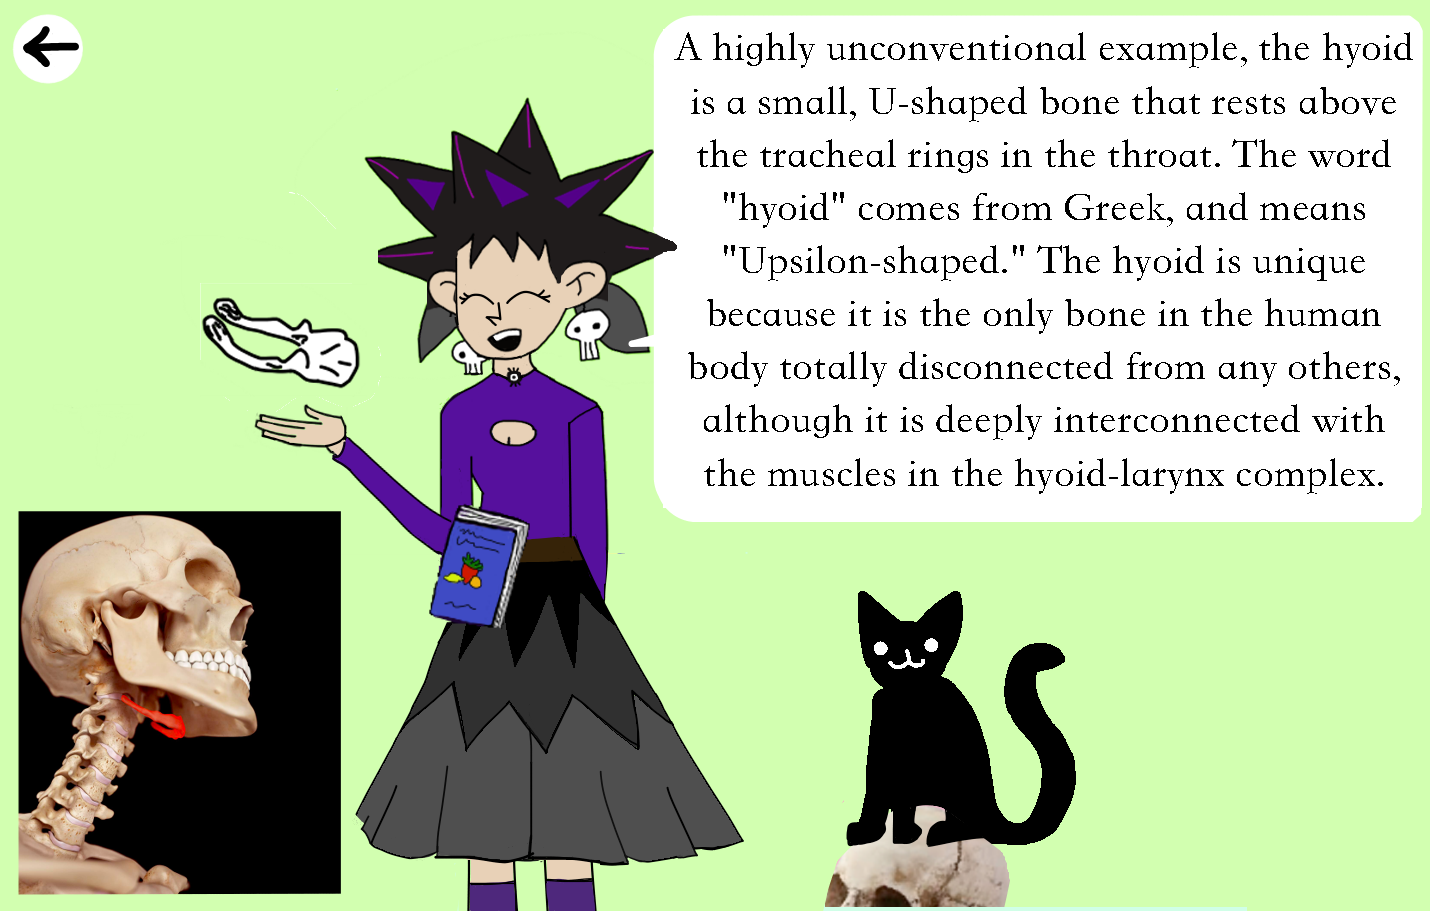 A highly unconventional example, the hyoid
is a small, U-shaped bone that rests above
the tracheal rings in the throat. The word
"hyoid" comes from Greek, and means
"Upsilon-shaped." The hyoid is unique
because it is the only bone in the human
body totally disconnected from any others,
although it is deeply interconnected with
the muscles in the hyoid-larynx complex.